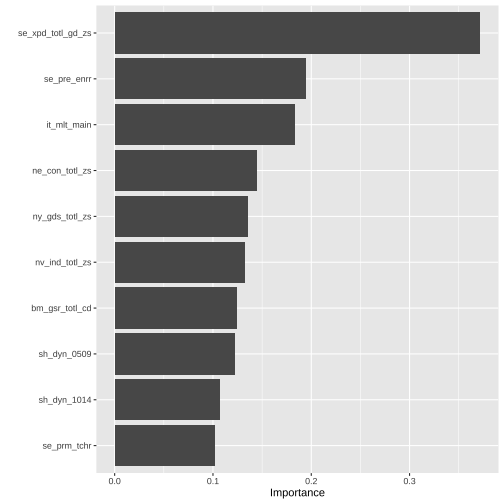 se_xpd_totl_gd_zs
se_pre_enrr
it_mlt_main
ne_con_totl_zs
ny_gds_totl_zs
nv_ind_totl_zs
bm_gsr_totl_cd
sh_dyn_0509
sh_dyn_1014
se_prm_tchr
0.0 0.1 0.2 0.3
Importance